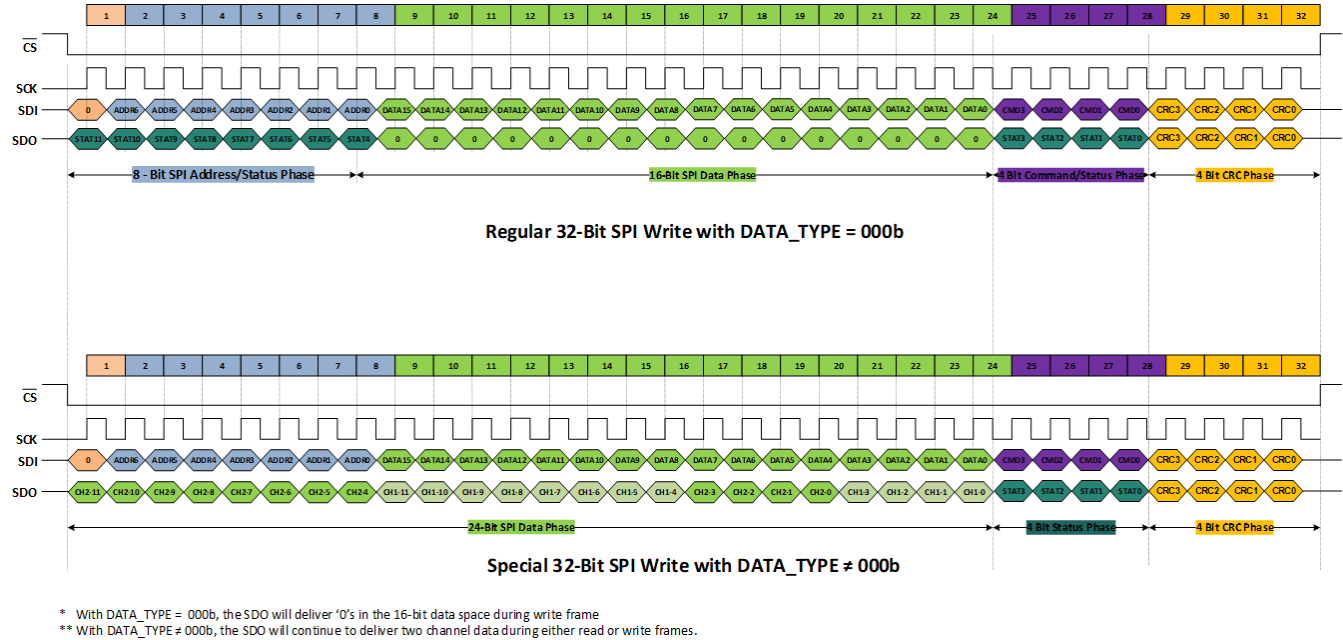 1 2 3 4 5 6 7 8 9 10 11 12 13 14 15 16 17 18 19 20 21 22 23 24 25 26 27 28 29 30 31 32
CS
SCK
SDI 0 ADDR6 ADDR5 ADDR4 ADDR3 ADDR2 ADDR1 ADDR0 DATA15 DATA14 DATA13 DATA12 DATA11 DATA10 DATA9 DATA8 DATA7 DATA6 DATA5 DATA4 DATA3 DATA2 DATA1 DATA0 CMD3 CMD2 CMD1 CMD0 CRC3 CRC2 CRC1 CRC0
SDO STAT11 STAT10 STAT9 STAT8 STAT7 STAT6 STAT5 STAT4 0 0 0 0 0 0 0 0 0 0 0 0 0 0 0 0 STAT3 STAT2 STAT1 STAT0 CRC3 CRC2 CRC1 CRC0
8 - Bit SPI Address/Status Phase 16-Bit SPI Data Phase 4 Bit Command/Status Phase 4 Bit CRC Phase
Regular 32-Bit SPI Write with DATA_TYPE = 000b
1 2 3 4 5 6 7 8 9 10 11 12 13 14 15 16 17 18 19 20 21 22 23 24 25 26 27 28 29 30 31 32
CS
SCK
SDI 0 ADDR6 ADDR5 ADDR4 ADDR3 ADDR2 ADDR1 ADDR0 DATA15 DATA14 DATA13 DATA12 DATA11 DATA10 DATA9 DATA8 DATA7 DATA6 DATA5 DATA4 DATA3 DATA2 DATA1 DATA0 CMD3 CMD2 CMD1 CMD0 CRC3 CRC2 CRC1 CRC0
SDO CH2-11 CH2-10 CH2-9 CH2-8 CH2-7 CH2-6 CH2-5 CH2-4 CH1-11 CH1-10 CH1-9 CH1-8 CH1-7 CH1-6 CH1-5 CH1-4 CH2-3 CH2-2 CH2-1 CH2-0 CH1-3 CH1-2 CH1-1 CH1-0 STAT3 STAT2 STAT1 STAT0 CRC3 CRC2 CRC1 CRC0
24-Bit SPI Data Phase 4 Bit Status Phase 4 Bit CRC Phase
Special 32-Bit SPI Write with DATA_TYPE ≠ 000b
* With DATA_TYPE = 000b, the SDO will deliver '0's in the 16-bit data space during write frame
** With DATA_TYPE ≠ 000b, the SDO will continue to deliver two channel data during either read or write frames.